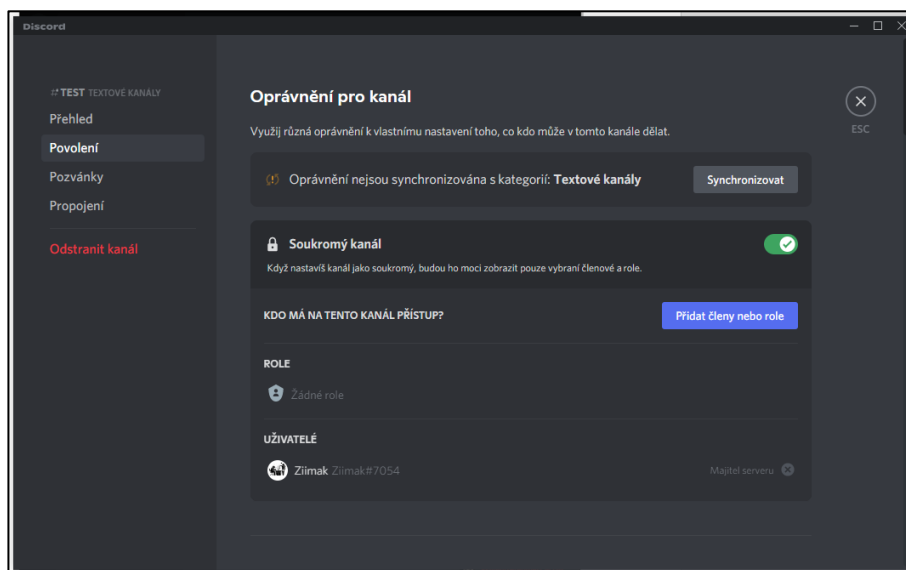 Discord
TEST TEXTOVÉ KANÁLY
Přehled
Povolení
Pozvánky
Propojení
Odstranit kanál
Oprávnění pro kanál
Využij různá oprávnění k vlastnímu nastavení toho, co kdo může v tomto kanále dělat.
Oprávnění nejsou synchronizována s kategorií: Textové kanály
Synchronizovat
Soukromý kanál
Když nastavíš kanál jako soukromý, budou ho moci zobrazit pouze vybraní členové a role.
KDO MÁ NA TENTO KANÁL PŘÍSTUP?
Přidat členy nebo role
ROLE
Žádné role
UŽIVATELÉ
Ziimak Ziimak#7054
Majitel serveru
ESC